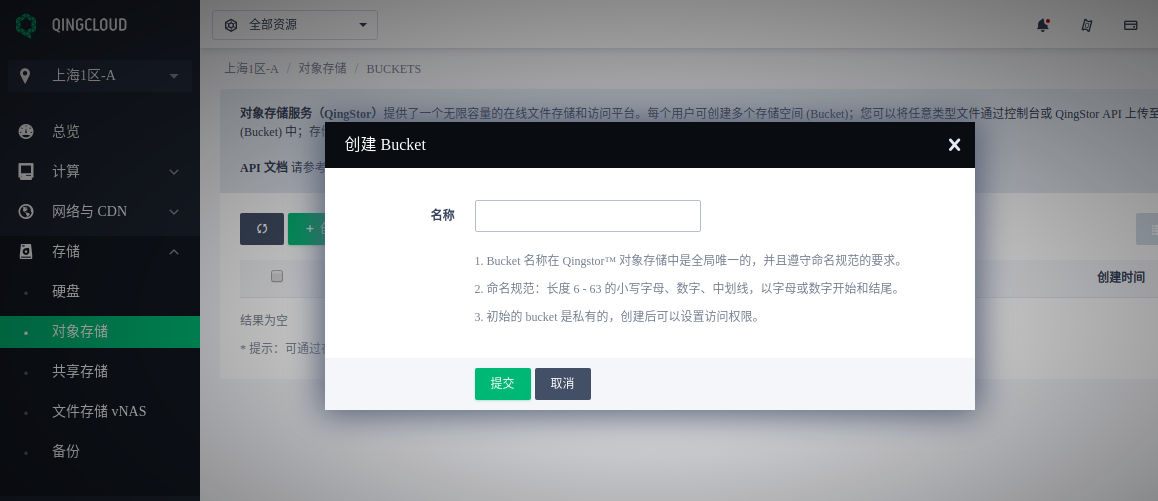 QINGCLOUD
全部资源
上海1区-A
上海1区-A / 对象存储 / BUCKETS
总览
计算
网络与 CDN
存储
硬盘
对象存储
共享存储
文件存储 vNAS
备份
对象存储服务（QingStor）提供了一个无限容量的在线文件存储和访问平台。每个用户可创建多个存储空间 (Bucket)；您可以将任意类型文件通过控制台或 QingStor API 上传至
(Bucket) 中；存
API 文档 请参考
创建时间
结果为空
* 提示：可通过在
创建 Bucket
名称
1. Bucket 名称在 Qingstor™ 对象存储中是全局唯一的，并且遵守命名规范的要求。
2. 命名规范：长度 6 - 63 的小写字母、数字、中划线，以字母或数字开始和结尾。
3. 初始的 bucket 是私有的，创建后可以设置访问权限。
提交
取消